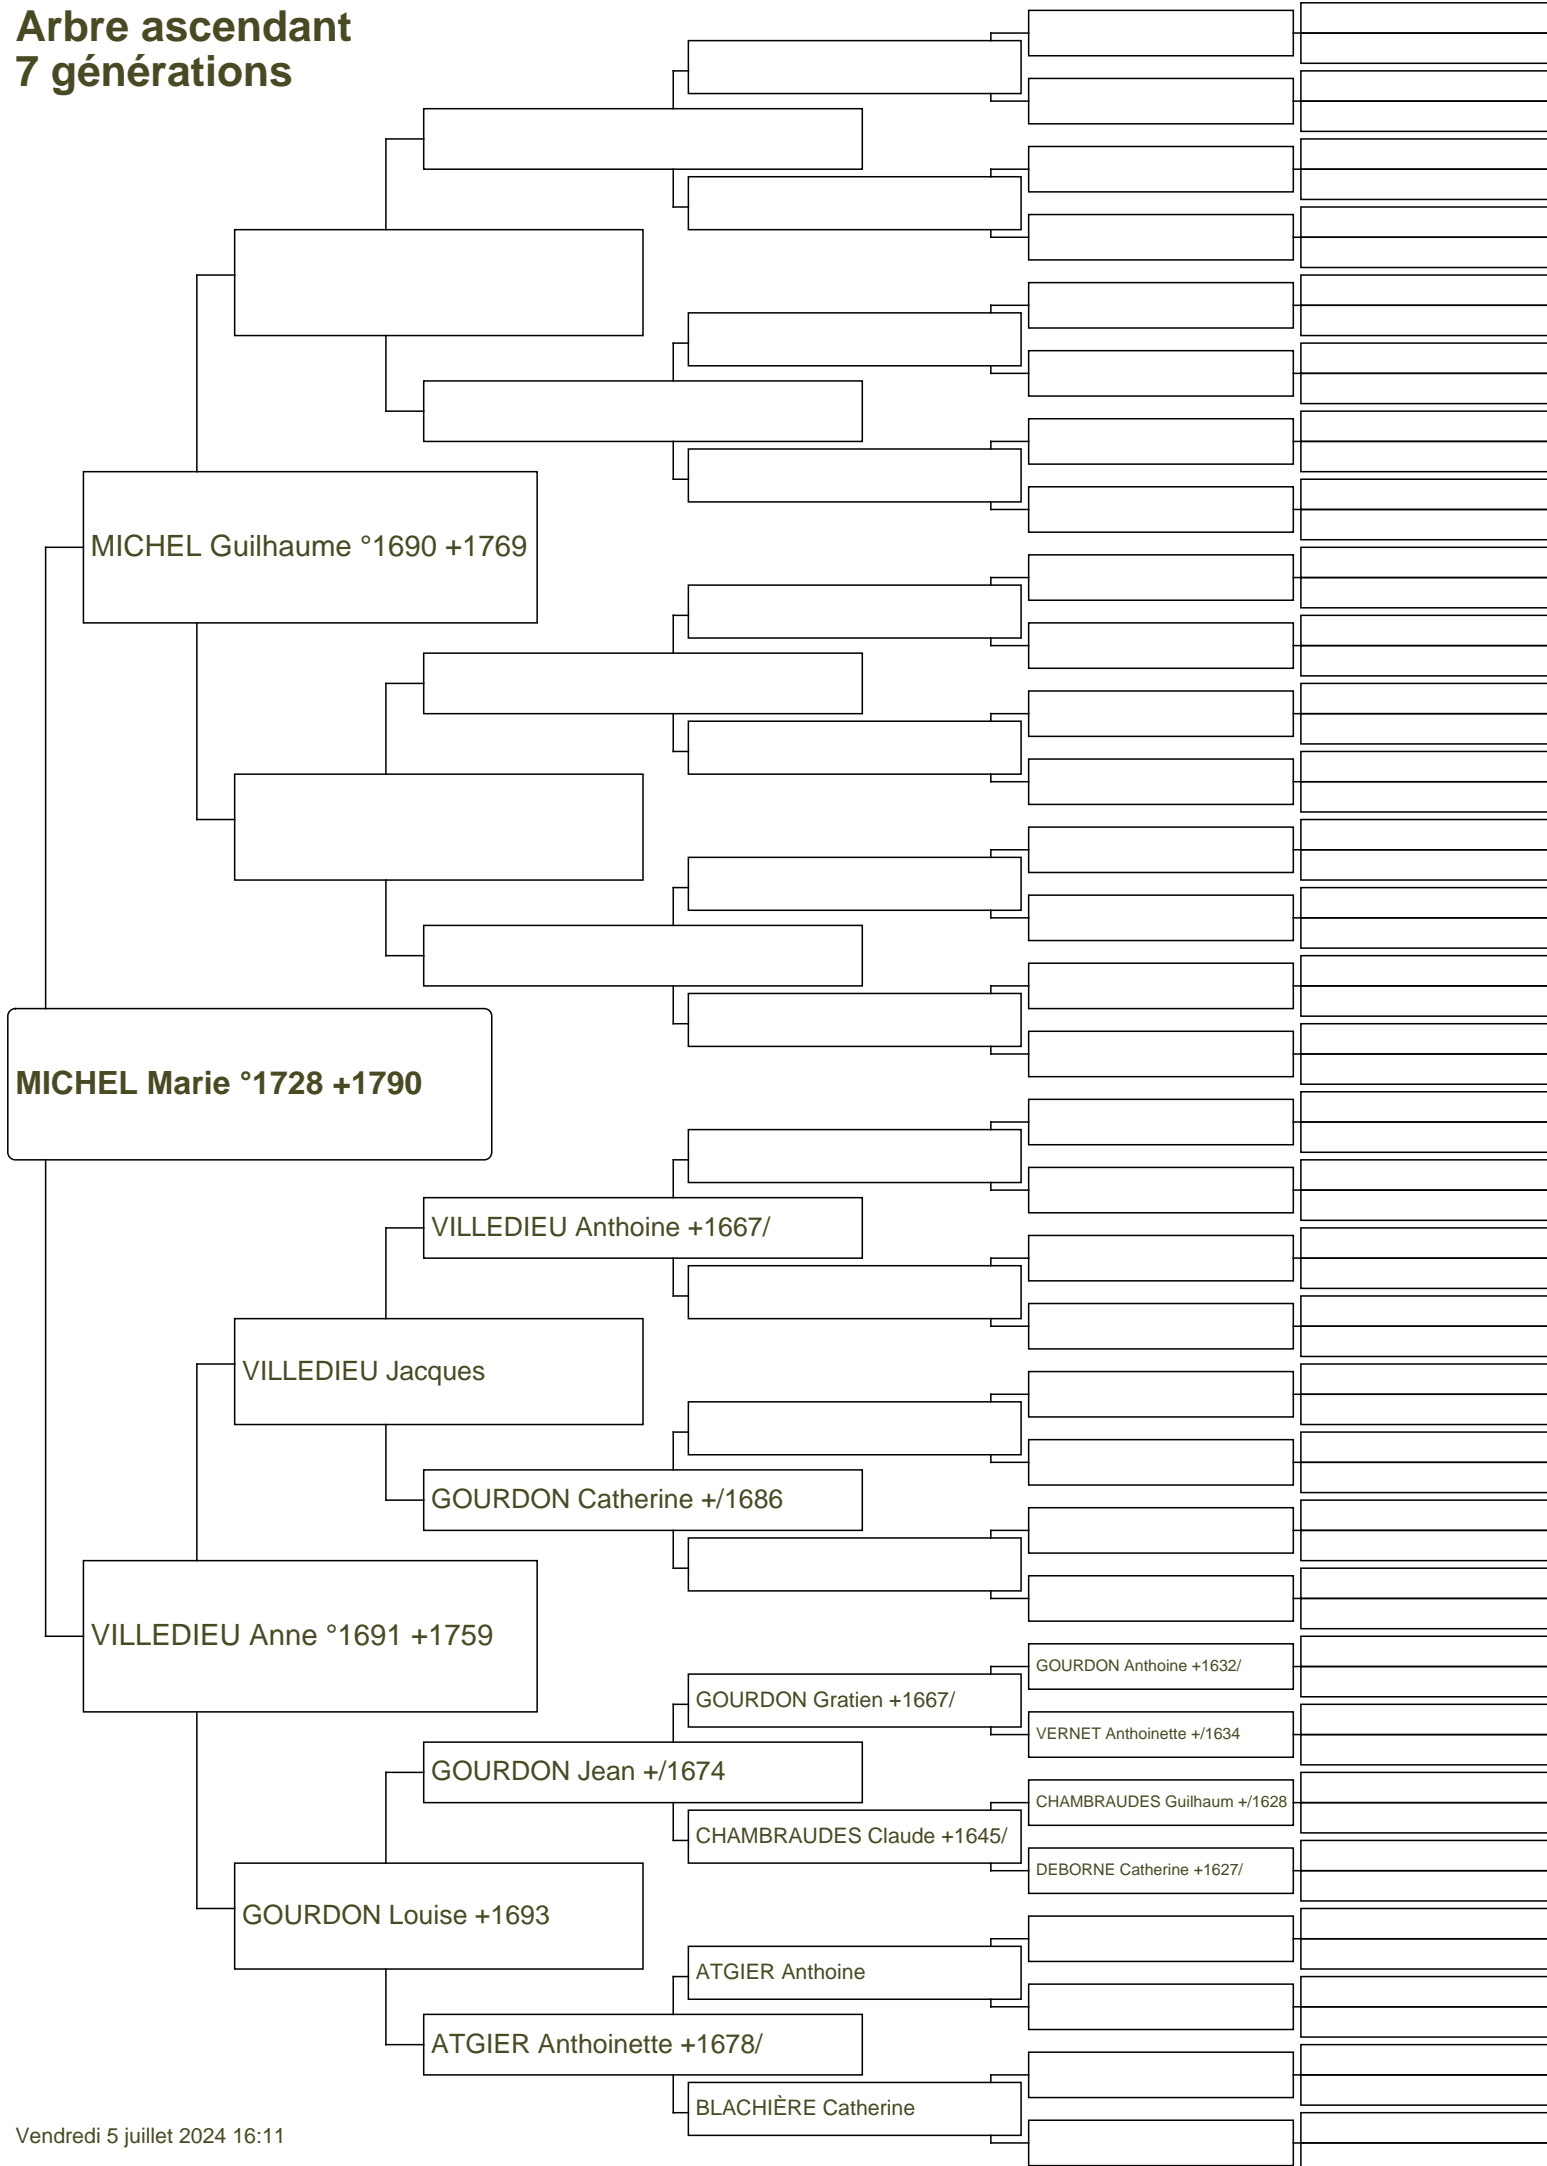 Arbre ascendant
7 générations
MICHEL Guilhaume °1690 +1769
MICHEL Marie °1728 +1790
VILLEDIEU Anthoine +1667/
VILLEDIEU Jacques
GOURDON Catherine +/1686
VILLEDIEU Anne °1691 +1759
GOURDON Anthoine +1632/
GOURDON Gratien +1667/
VERNET Anthoinette +/1634
GOURDON Jean +/1674
CHAMBRAUDES Guilhaum +/1628
CHAMBRAUDES Claude +1645/
DEBORNE Catherine +1627/
GOURDON Louise +1693
ATGIER Anthoine
ATGIER Anthoinette +1678/
BLACHIÈRE Catherine
Vendredi 5 juillet 2024 16:11